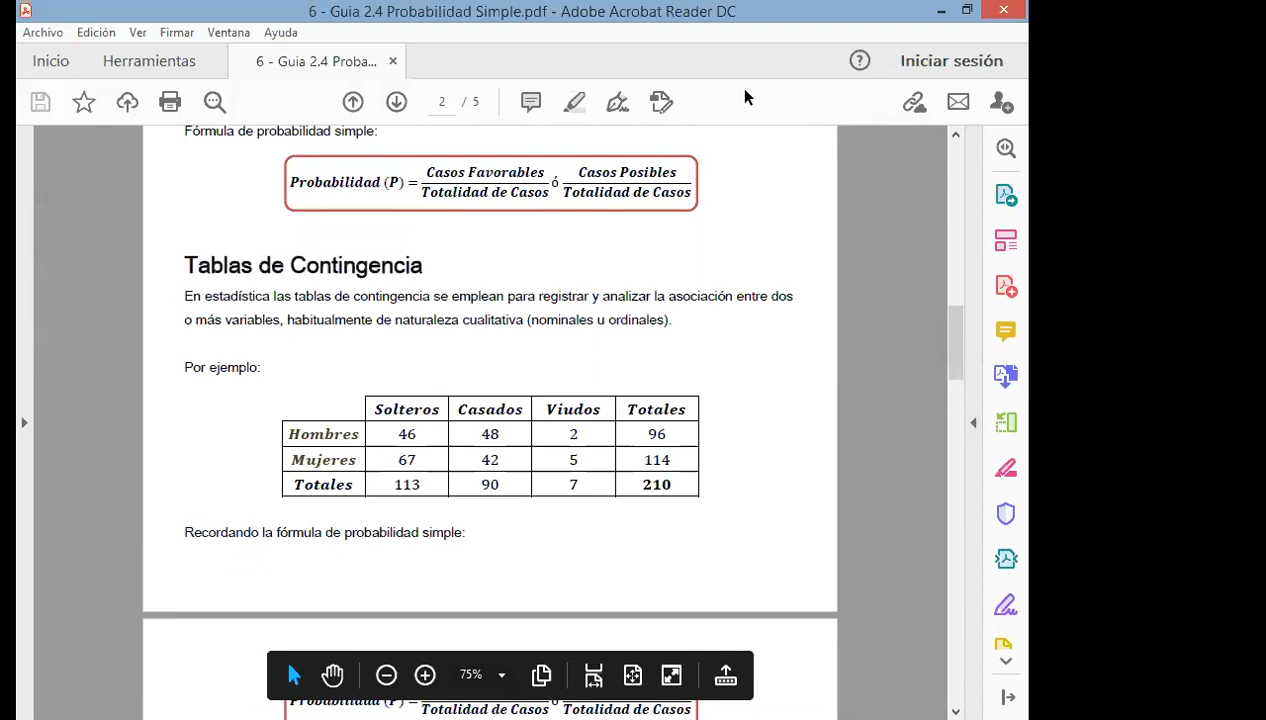 6 - Guia 2.4 Probabilidad Simple.pdf - Adobe Acrobat Reader DC
Archivo Edición Ver Firmar Ventana Ayuda
Inicio Herramientas 6 - Guia 2.4 Proba... Iniciar sesión
2 / 5
Fórmula de probabilidad simple:
Probabilidad (P) = Casos Favorables / Totalidad de Casos ó Casos Posibles / Totalidad de Casos
Tablas de Contingencia
En estadística las tablas de contingencia se emplean para registrar y analizar la asociación entre dos
o más variables, habitualmente de naturaleza cualitativa (nominales u ordinales).
Por ejemplo:
Solteros Casados Viudos Totales
Hombres 46 48 2 96
Mujeres 67 42 5 114
Totales 113 90 7 210
Recordando la fórmula de probabilidad simple:
75%
Probabilidad (P) = Totalidad de Casos ó Totalidad de Casos